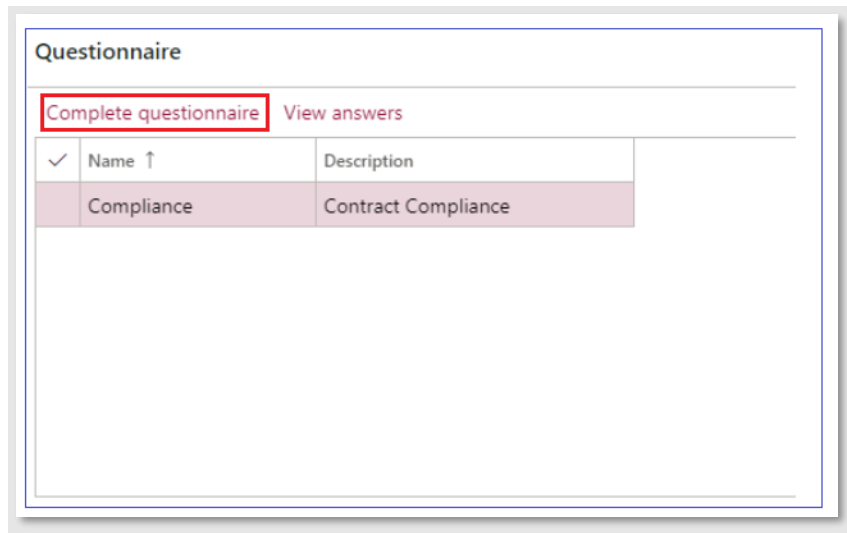 Questionnaire
Complete questionnaire View answers
Name ↑ Description
Compliance Contract Compliance